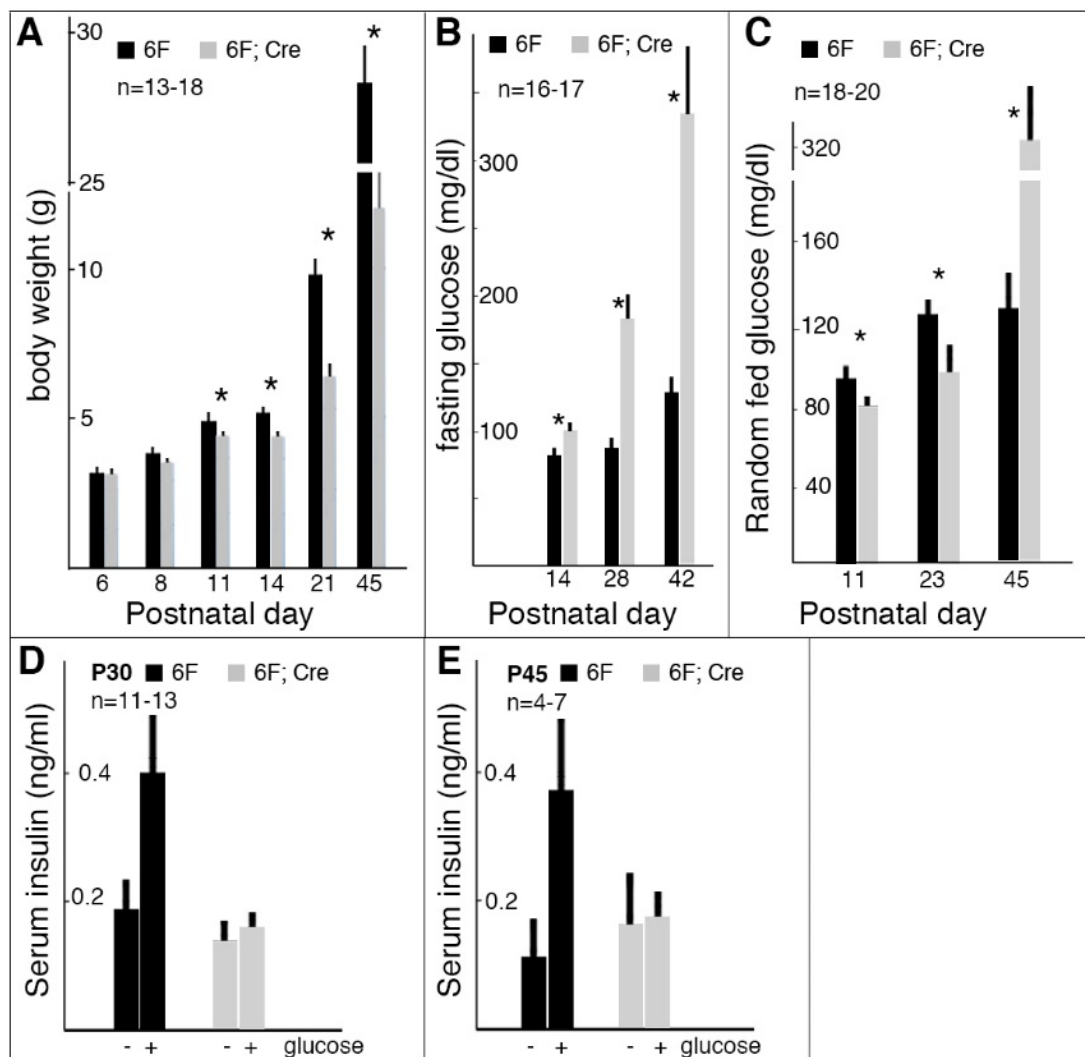 A
6F 6F; Cre
n=13-18
30
25
10
5
body weight (g)
6 8 11 14 21 45
Postnatal day
* * * *
B
6F 6F; Cre
n=16-17
300
200
100
fasting glucose (mg/dl)
14 28 42
Postnatal day
* * *
C
6F 6F; Cre
n=18-20
320
160
120
80
40
Random fed glucose (mg/dl)
11 23 45
Postnatal day
* * *
D
P30 6F 6F; Cre
n=11-13
0.4
0.2
Serum insulin (ng/ml)
- + - + glucose
E
P45 6F 6F; Cre
n=4-7
0.4
0.2
Serum insulin (ng/ml)
- + - + glucose